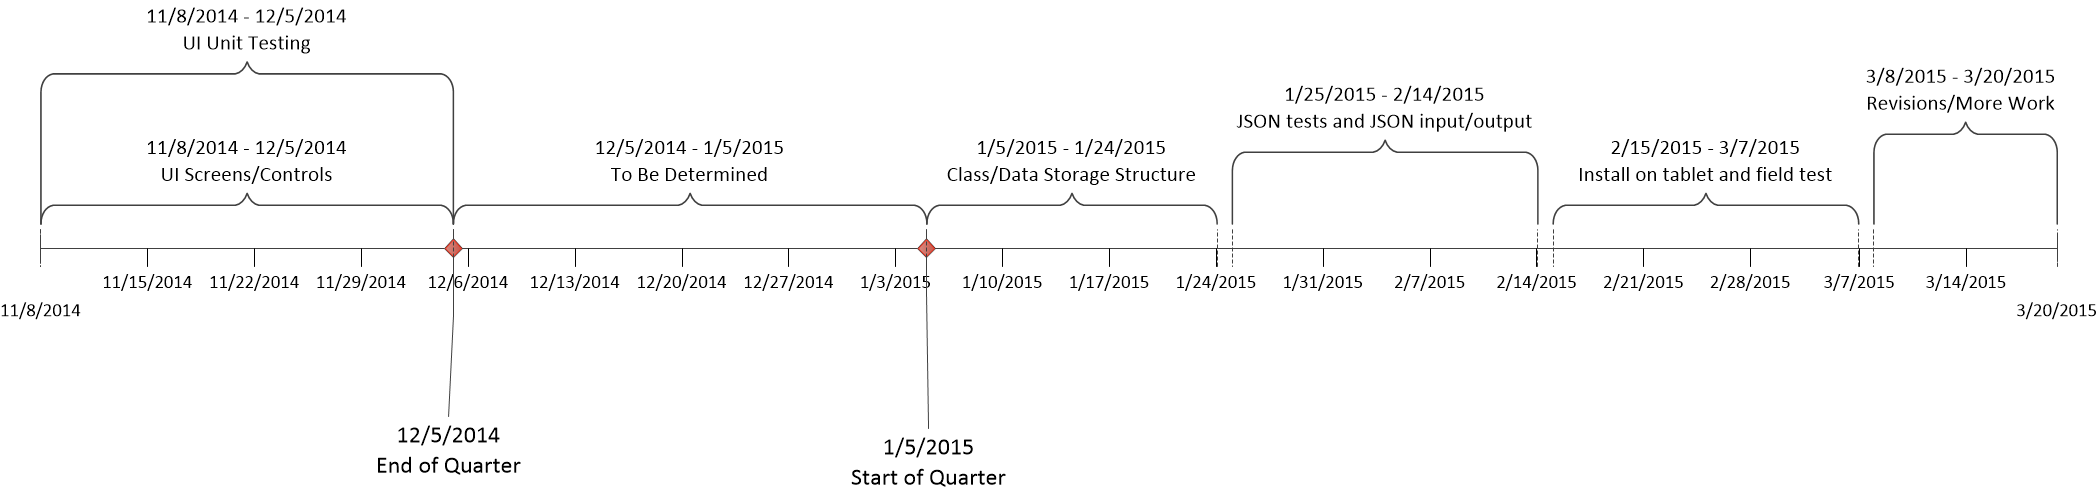 11/8/2014 - 12/5/2014
UI Unit Testing
11/8/2014 - 12/5/2014
UI Screens/Controls
12/5/2014 - 1/5/2015
To Be Determined
1/5/2015 - 1/24/2015
Class/Data Storage Structure
1/25/2015 - 2/14/2015
JSON tests and JSON input/output
2/15/2015 - 3/7/2015
Install on tablet and field test
3/8/2015 - 3/20/2015
Revisions/More Work
11/15/2014 11/22/2014 11/29/2014 12/6/2014 12/13/2014 12/20/2014 12/27/2014 1/3/2015 1/10/2015 1/17/2015 1/24/2015 1/31/2015 2/7/2015 2/14/2015 2/21/2015 2/28/2015 3/7/2015 3/14/2015
11/8/2014 3/20/2015
12/5/2014
End of Quarter
1/5/2015
Start of Quarter